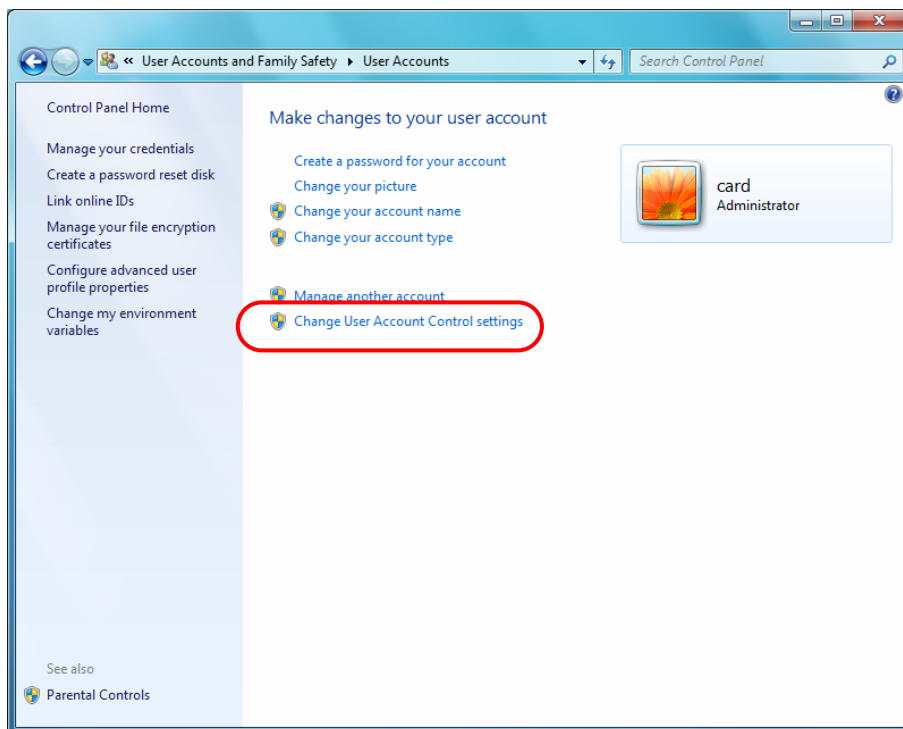 « User Accounts and Family Safety ▸ User Accounts
Search Control Panel
Control Panel Home
Manage your credentials
Create a password reset disk
Link online IDs
Manage your file encryption
certificates
Configure advanced user
profile properties
Change my environment
variables
See also
Parental Controls
Make changes to your user account
Create a password for your account
Change your picture
Change your account name
Change your account type
Manage another account
Change User Account Control settings
card
Administrator